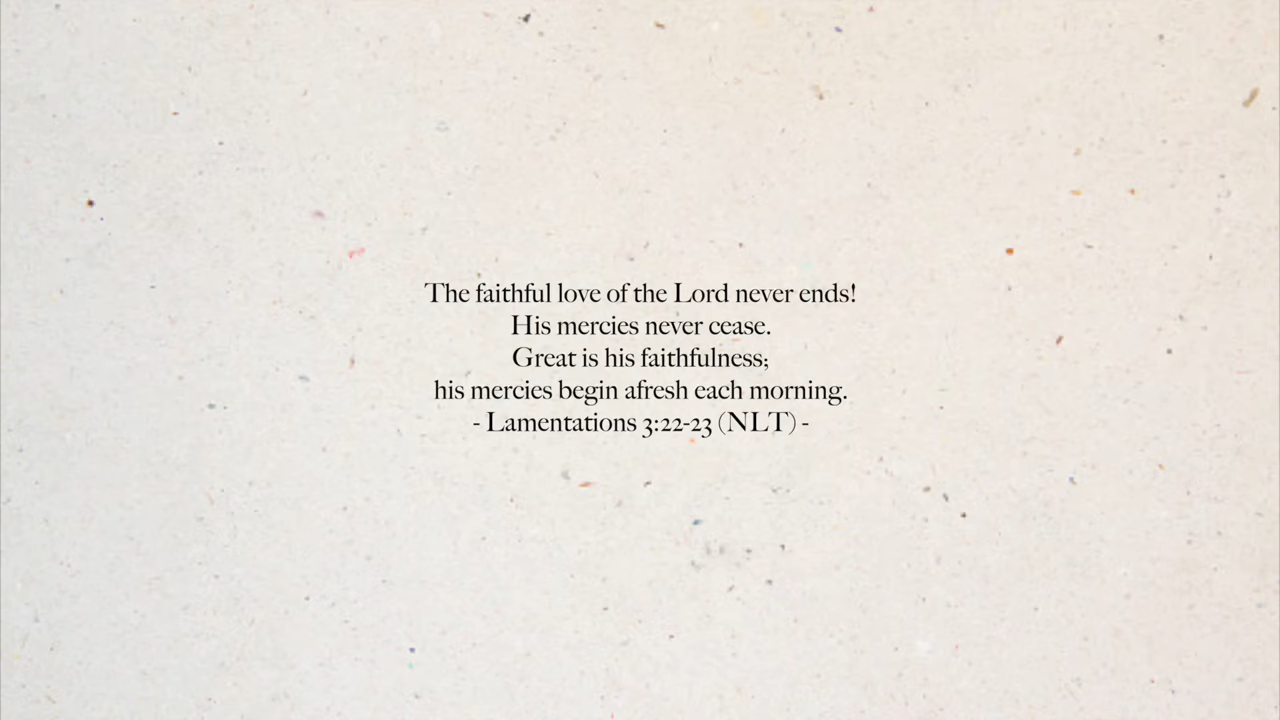 The faithful love of the Lord never ends!
His mercies never cease.
Great is his faithfulness;
his mercies begin afresh each morning.
- Lamentations 3:22-23 (NLT) -